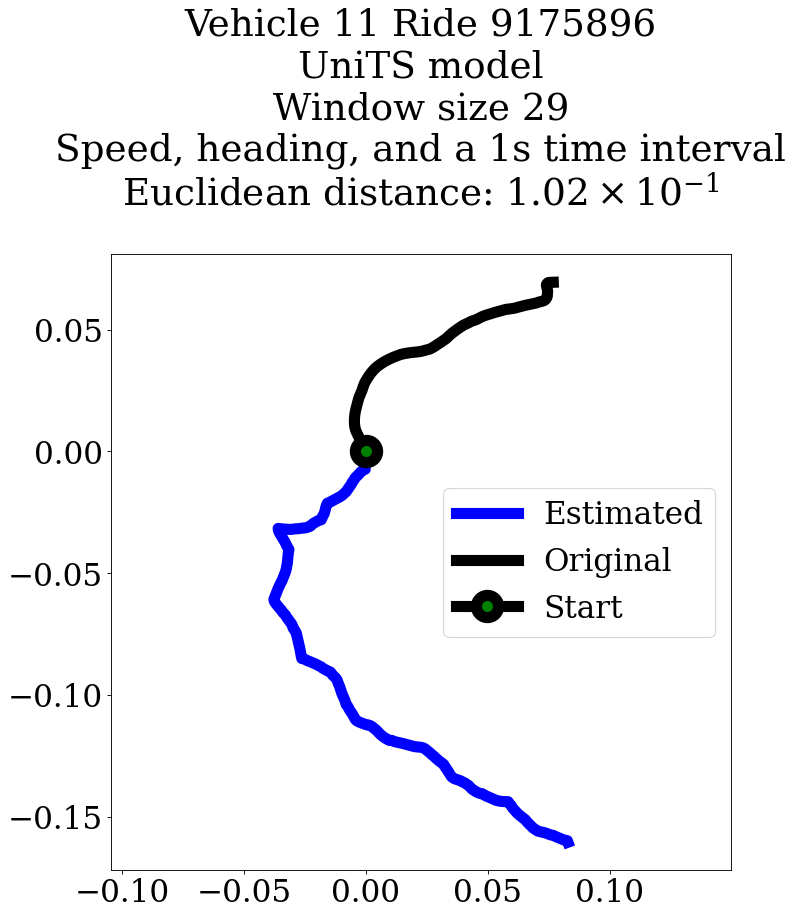 Vehicle 11 Ride 9175896
UniTS model
Window size 29
Speed, heading, and a 1s time interval
Euclidean distance: 1.02 × 10⁻¹
0.05
0.00
−0.05
−0.10
−0.15
Estimated
Original
Start
−0.10 −0.05 0.00 0.05 0.10